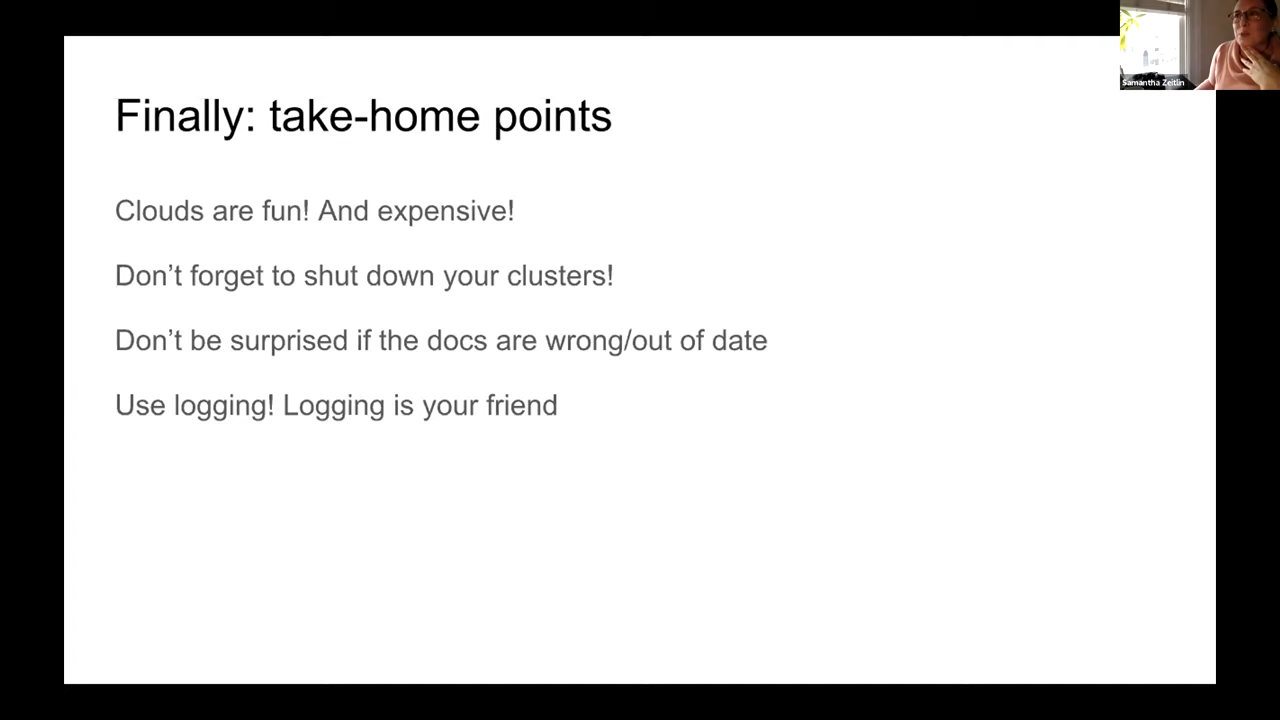 Samantha Zeitlin
Finally: take-home points
Clouds are fun! And expensive!
Don’t forget to shut down your clusters!
Don’t be surprised if the docs are wrong/out of date
Use logging! Logging is your friend